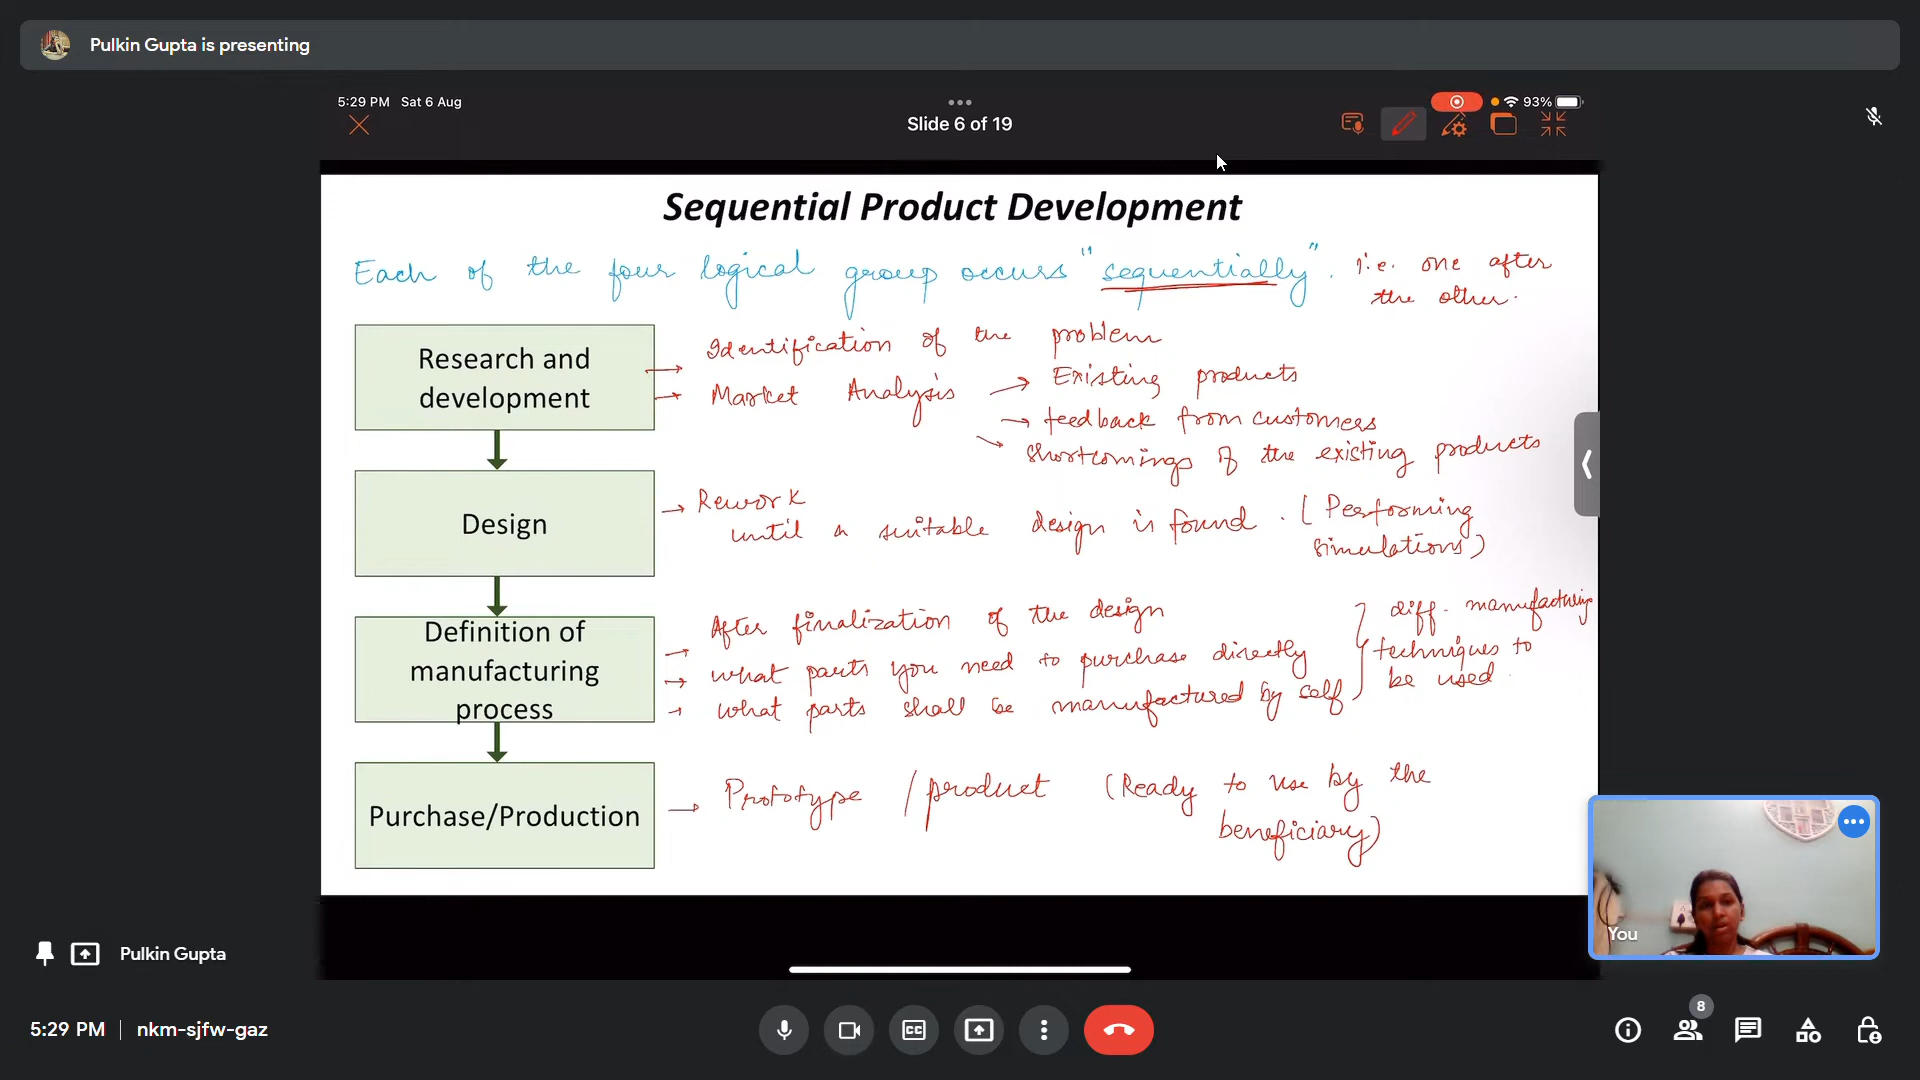 Pulkin Gupta is presenting
5:29 PM Sat 6 Aug
93%
Slide 6 of 19
Sequential Product Development
Each of the four logical group occurs "sequentially". i.e. one after
the other.
Research and
development
Identification of the problem
Market Analysis
Existing products
feedback from customers
shortcomings of the existing products
Design
Rework
until a suitable design is found. (Performing
simulations)
Definition of
manufacturing
process
After finalization of the design
what parts you need to purchase directly
what parts shall be manufactured by self
diff. manufacturing
techniques to
be used.
Purchase/Production
Prototype / product (Ready to use by the
beneficiary)
You
Pulkin Gupta
5:29 PM | nkm-sjfw-gaz
CC
8